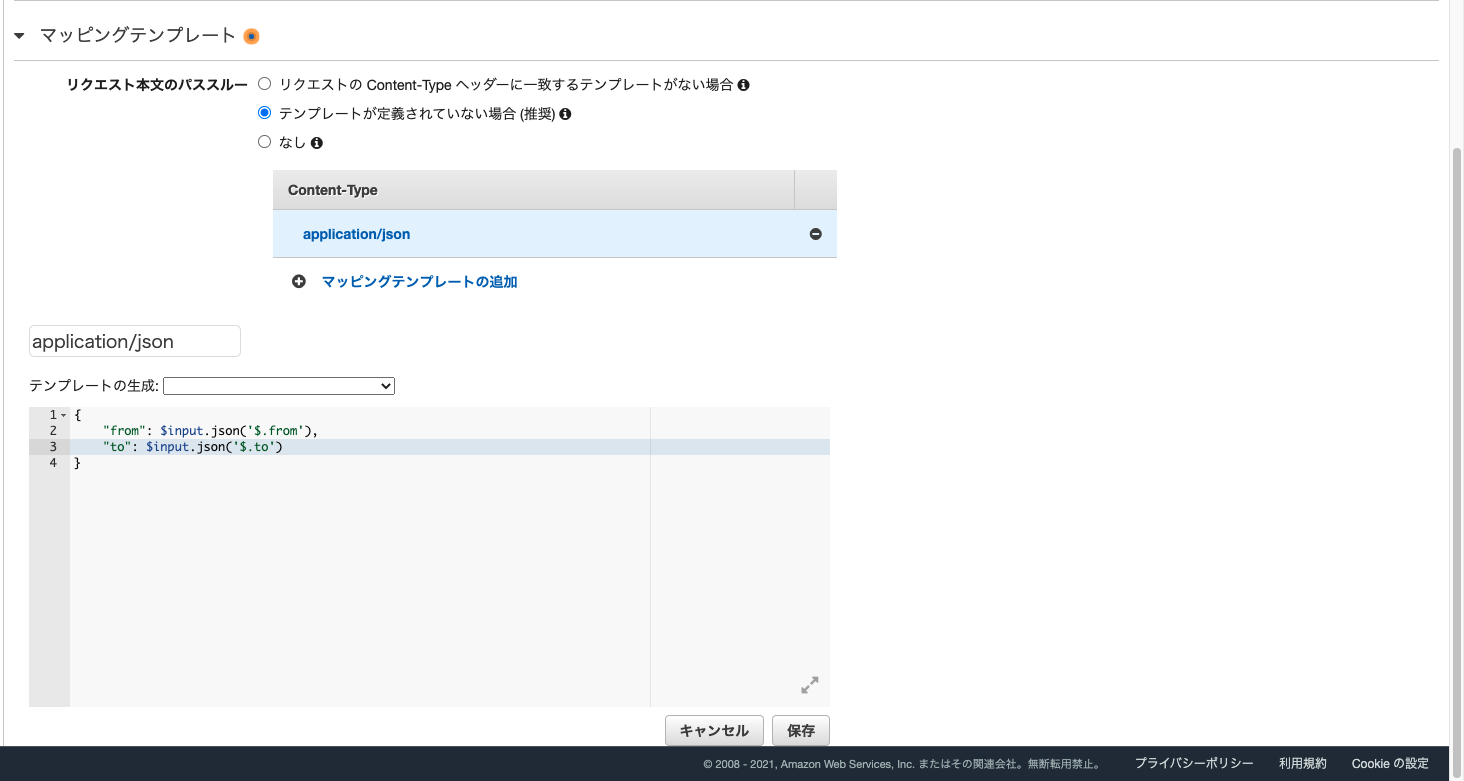 マッピングテンプレート
リクエスト本文のパススルー リクエストの Content-Type ヘッダーに一致するテンプレートがない場合
テンプレートが定義されていない場合 (推奨)
なし
Content-Type
application/json
マッピングテンプレートの追加
application/json
テンプレートの生成:
1 {
2 "from": $input.json('$.from'),
3 "to": $input.json('$.to')
4 }
キャンセル 保存
© 2008 - 2021, Amazon Web Services, Inc. またはその関連会社。無断転用禁止。 プライバシーポリシー 利用規約 Cookie の設定